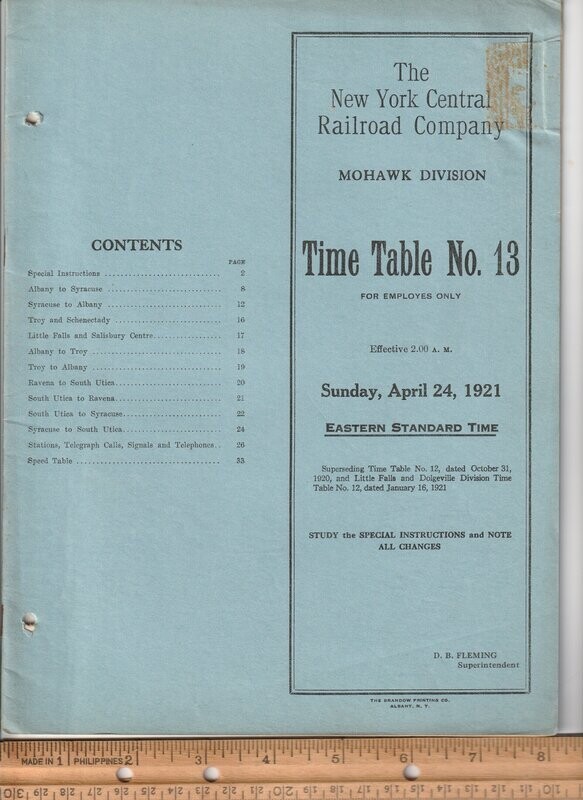 CONTENTS
PAGE
Special Instructions .............................. 2
Albany to Syracuse .............................. 8
Syracuse to Albany .............................. 12
Troy and Schenectady .............................. 16
Little Falls and Salisbury Centre.................. 17
Albany to Troy .............................. 18
Troy to Albany .............................. 19
Ravena to South Utica.............................. 20
South Utica to Ravena.............................. 21
South Utica to Syracuse.............................. 22
Syracuse to South Utica.............................. 24
Stations, Telegraph Calls, Signals and Telephones.. 26
Speed Table .............................. 33
The
New York Central
Railroad Company
MOHAWK DIVISION
Time Table No. 13
FOR EMPLOYES ONLY
Effective 2.00 A. M.
Sunday, April 24, 1921
EASTERN STANDARD TIME
Superseding Time Table No. 12, dated October 31,
1920, and Little Falls and Dolgeville Division Time
Table No. 12, dated January 16, 1921
STUDY the SPECIAL INSTRUCTIONS and NOTE
ALL CHANGES
D. B. FLEMING
Superintendent
THE BRANDOW PRINTING CO.
ALBANY, N. Y.
MADE IN 1 PHILIPPINES 2 3 4 5 6 7 8